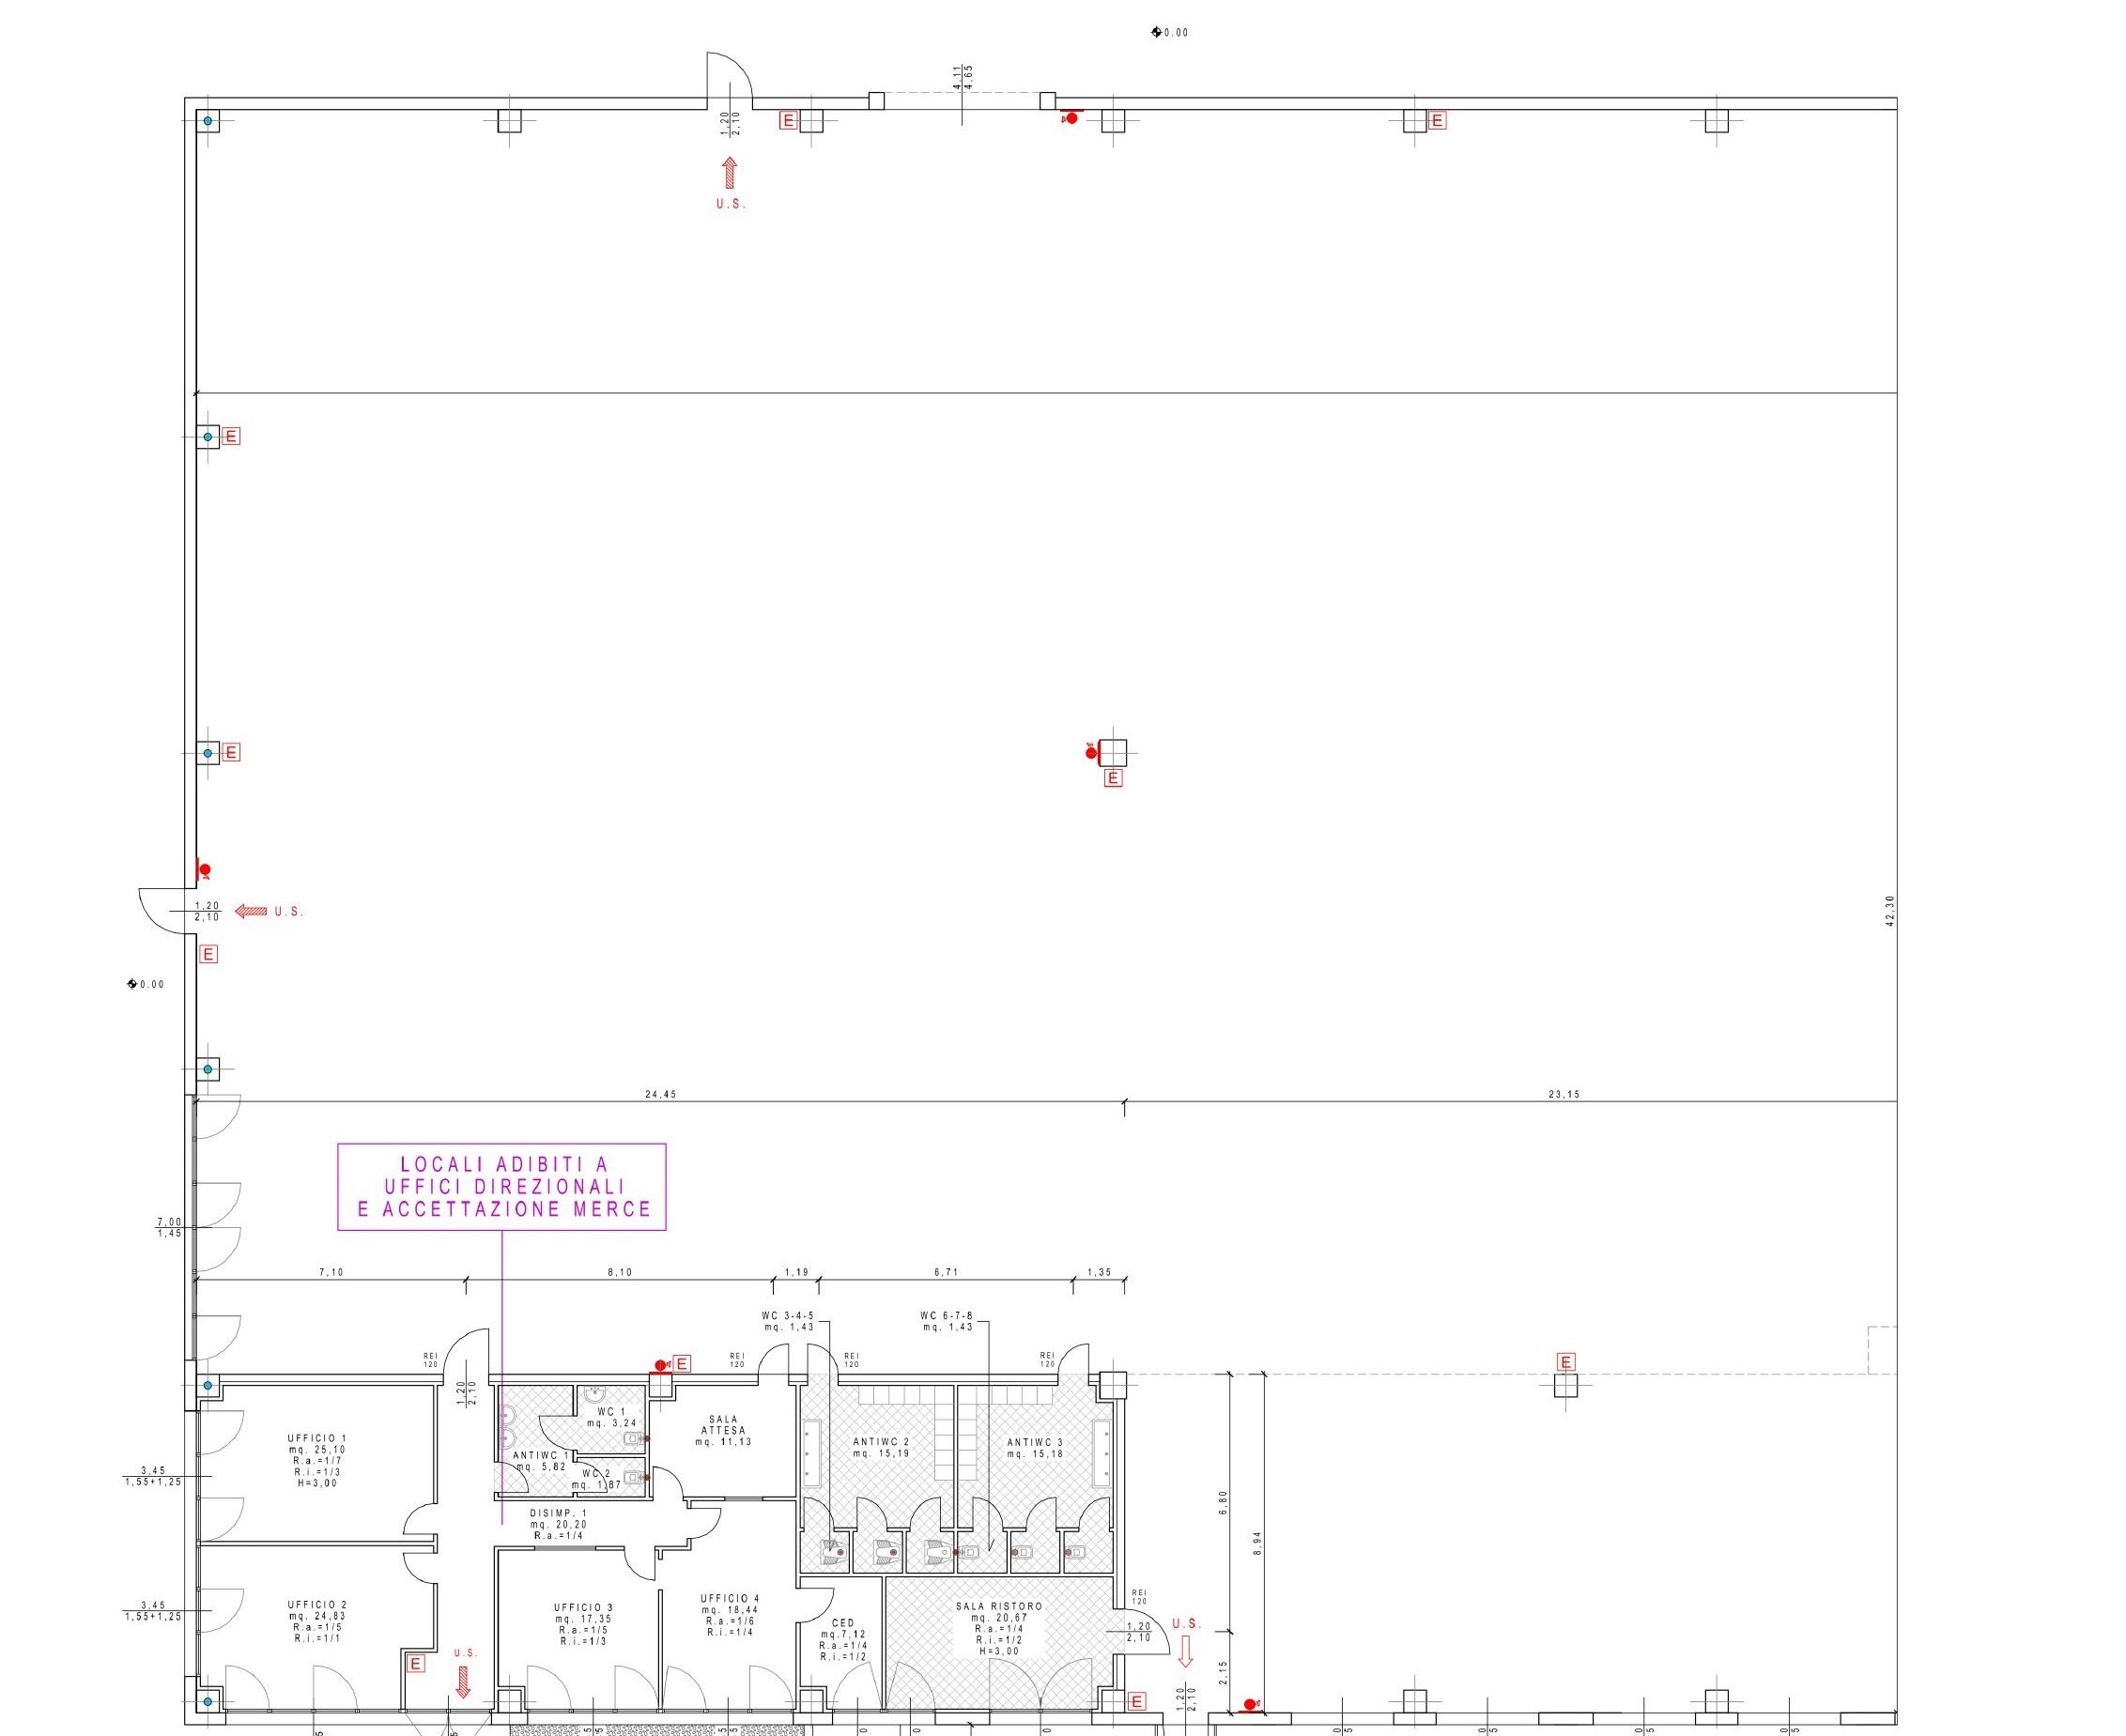 0.00
4,11
4,65
1,20
2,10
E
E
U.S.
E
E
E
42,30
1,20
2,10
U.S.
E
0.00
24,45
23,15
LOCALI ADIBITI A
UFFICI DIREZIONALI
E ACCETTAZIONE MERCE
7,00
1,45
7,10
8,10
1,19
6,71
1,35
WC 3-4-5
mq. 1,43
WC 6-7-8
mq. 1,43
REI
120
E
REI
120
REI
120
REI
120
E
1,20
2,10
UFFICIO 1
mq. 25,10
R.a.=1/7
R.i.=1/3
H=3,00
WC 1
mq. 3,24
ANTIWC 1
mq. 5,82
WC 2
mq. 1,87
SALA
ATTESA
mq. 11,13
ANTIWC 2
mq. 15,19
ANTIWC 3
mq. 15,18
3,45
1,55+1,25
DISIMP. 1
mq. 20,20
R.a.=1/4
6,80
8,94
3,45
1,55+1,25
UFFICIO 2
mq. 24,83
R.a.=1/5
R.i.=1/1
UFFICIO 3
mq. 17,35
R.a.=1/5
R.i.=1/3
UFFICIO 4
mq. 18,44
R.a.=1/6
R.i.=1/4
CED
mq.7,12
R.a.=1/4
R.i.=1/2
SALA RISTORO
mq. 20,67
R.a.=1/4
R.i.=1/2
H=3,00
REI
120
1,20
2,10
U.S.
E
U.S.
2,15
E
1,20
2,10